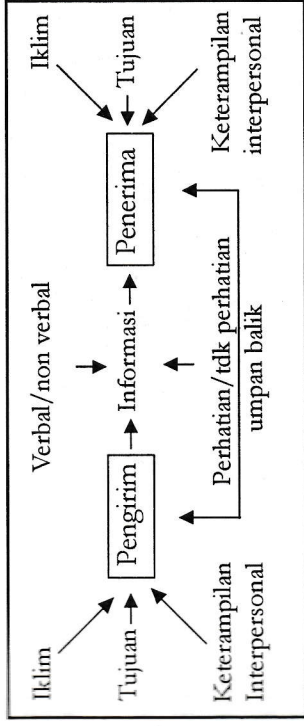 Verbal/non verbal
Iklim
Iklim
Tujuan
Pengirim
Informasi
Penerima
Tujuan
Keterampilan
Interpersonal
Perhatian/tdk perhatian
umpan balik
Keterampilan
interpersonal